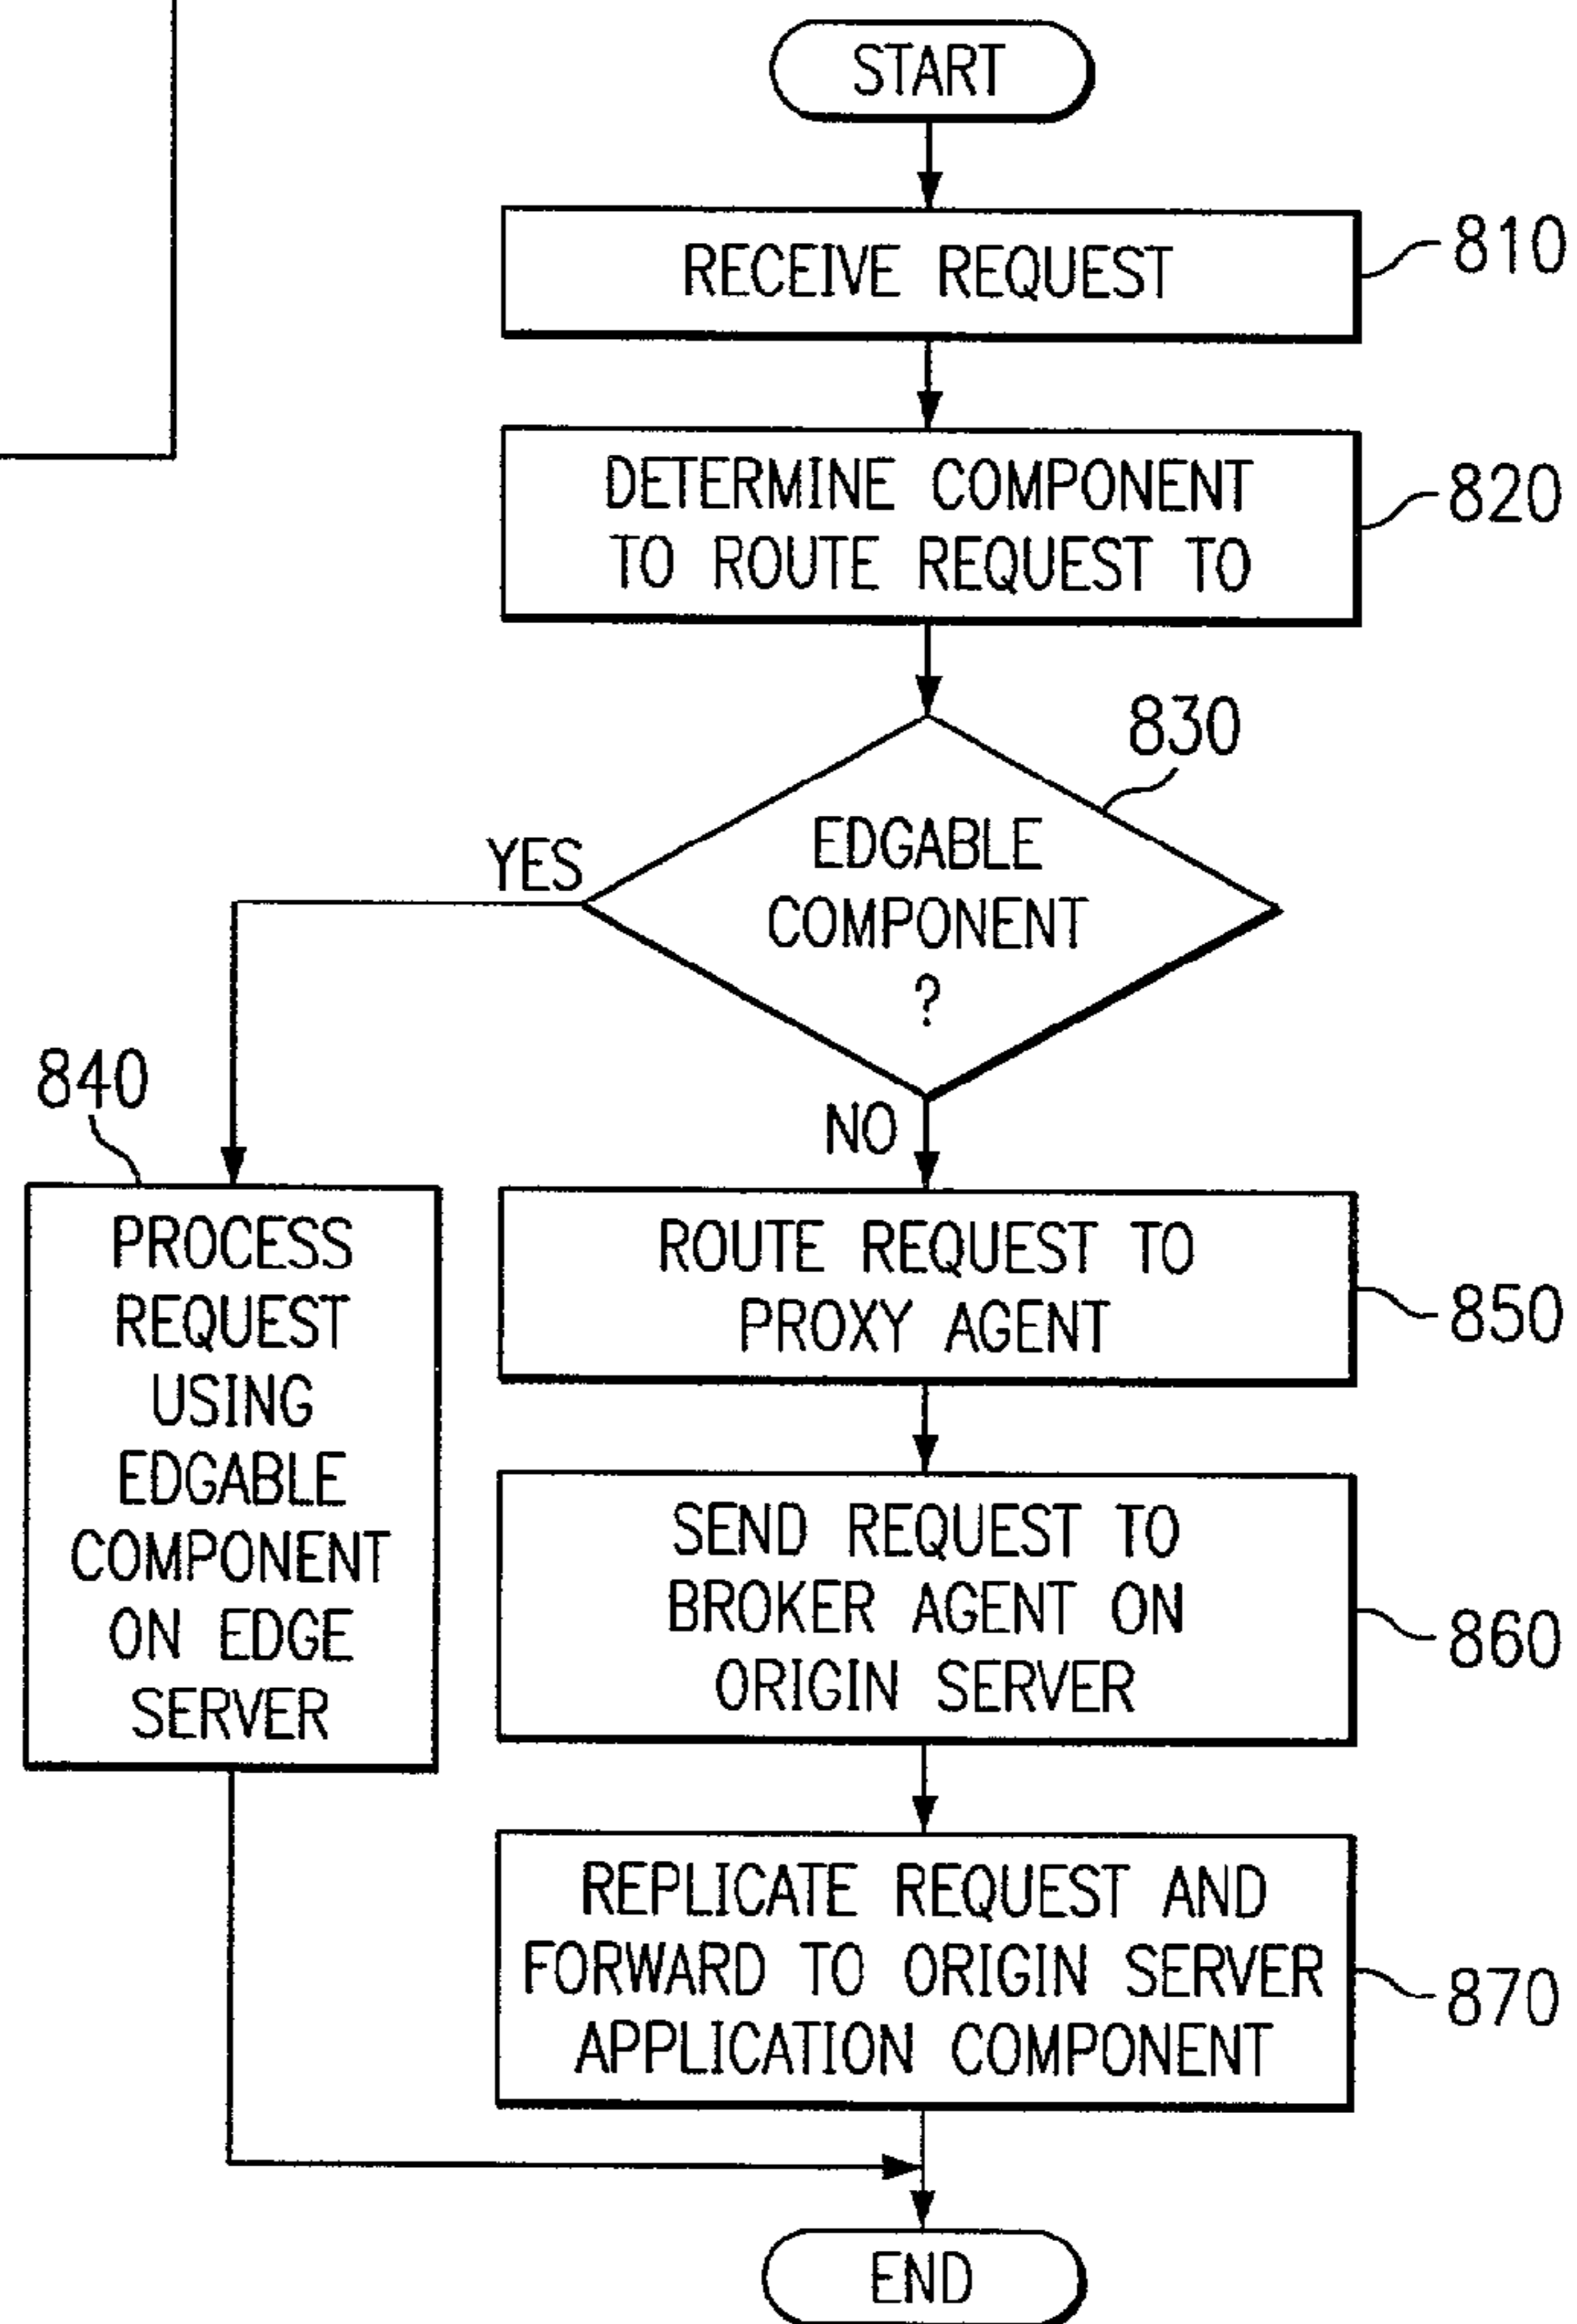 START
RECEIVE REQUEST
810
DETERMINE COMPONENT
TO ROUTE REQUEST TO
820
830
EDGABLE
COMPONENT
?
YES
NO
840
PROCESS
REQUEST
USING
EDGABLE
COMPONENT
ON EDGE
SERVER
ROUTE REQUEST TO
PROXY AGENT
850
SEND REQUEST TO
BROKER AGENT ON
ORIGIN SERVER
860
REPLICATE REQUEST AND
FORWARD TO ORIGIN SERVER
APPLICATION COMPONENT
870
END